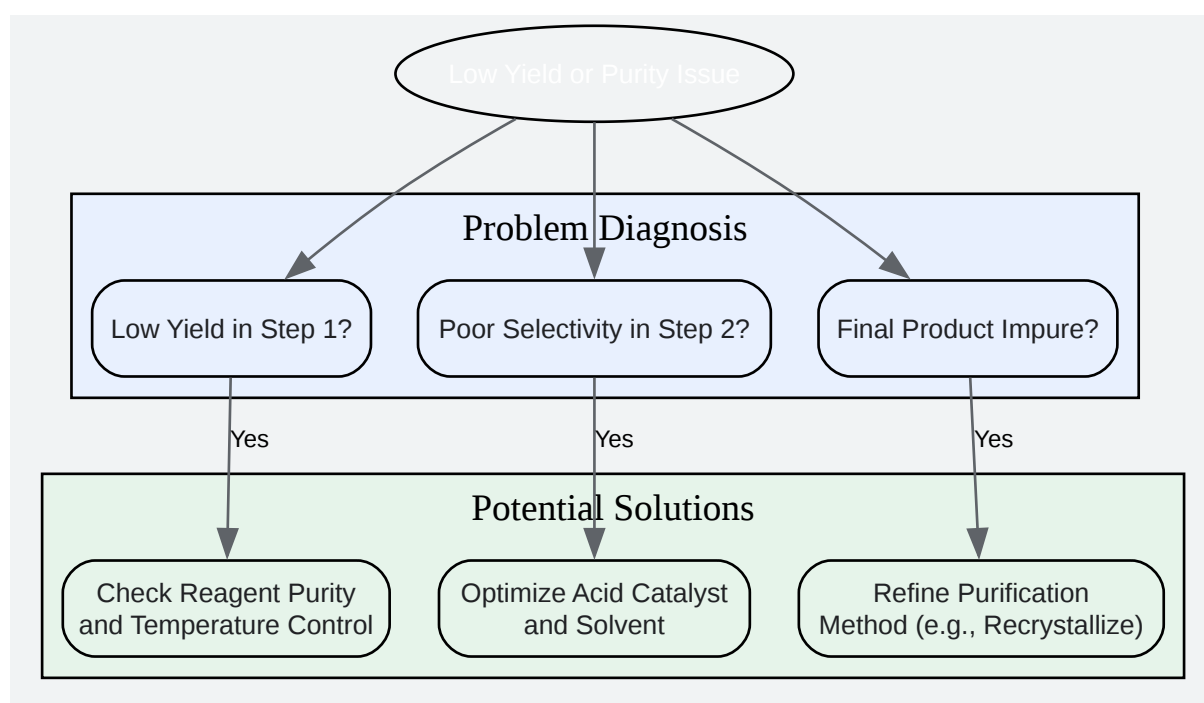 Low Yield or Purity Issue
Problem Diagnosis
Low Yield in Step 1?
Poor Selectivity in Step 2?
Final Product Impure?
Yes
Yes
Yes
Potential Solutions
Check Reagent Purity
and Temperature Control
Optimize Acid Catalyst
and Solvent
Refine Purification
Method (e.g., Recrystallize)